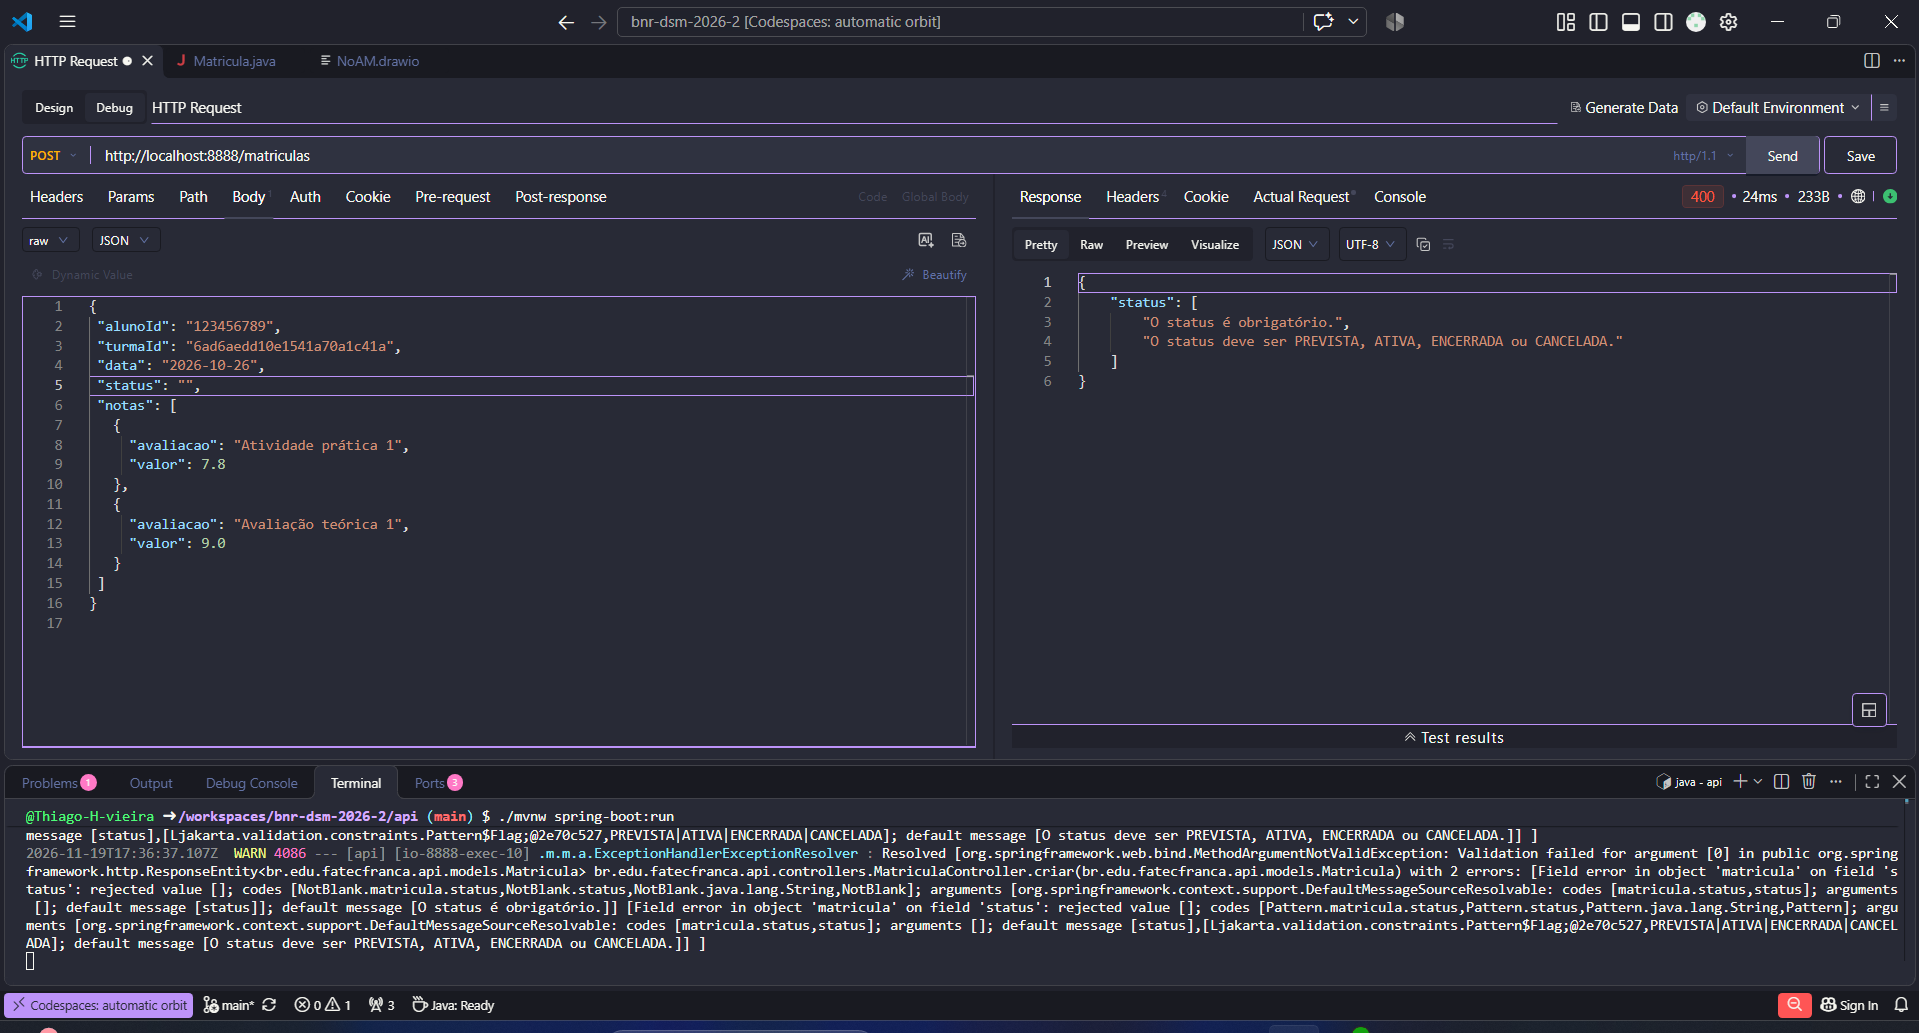 bnr-dsm-2026-2 [Codespaces: automatic orbit]
HTTP Request
Matricula.java
NoAM.drawio
Design
Debug
HTTP Request
Generate Data
Default Environment
POST
http://localhost:8888/matriculas
http/1.1
Send
Save
Headers
Params
Path
Body 1
Auth
Cookie
Pre-request
Post-response
Code
Global Body
raw
JSON
Dynamic Value
Beautify
1 {
2 "alunoId": "123456789",
3 "turmaId": "6ad6aedd10e1541a70a1c41a",
4 "data": "2026-10-26",
5 "status": "",
6 "notas": [
7 {
8 "avaliacao": "Atividade prática 1",
9 "valor": 7.8
10 },
11 {
12 "avaliacao": "Avaliação teórica 1",
13 "valor": 9.0
14 }
15 ]
16 }
17
Response
Headers 4
Cookie
Actual Request
Console
400 • 24ms • 233B
Pretty
Raw
Preview
Visualize
JSON
UTF-8
1 {
2 "status": [
3 "O status é obrigatório.",
4 "O status deve ser PREVISTA, ATIVA, ENCERRADA ou CANCELADA."
5 ]
6 }
Test results
Problems 1
Output
Debug Console
Terminal
Ports 3
java - api
@Thiago-H-vieira ➜/workspaces/bnr-dsm-2026-2/api (main) $ ./mvnw spring-boot:run
message [status],[Ljakarta.validation.constraints.Pattern$Flag;@2e70c527,PREVISTA|ATIVA|ENCERRADA|CANCELADA]; default message [O status deve ser PREVISTA, ATIVA, ENCERRADA ou CANCELADA.]] ]
2026-11-19T17:36:37.107Z  WARN 4086 --- [api] [io-8888-exec-10] .m.m.a.ExceptionHandlerExceptionResolver : Resolved [org.springframework.web.bind.MethodArgumentNotValidException: Validation failed for argument [0] in public org.spring
framework.http.ResponseEntity<br.edu.fatecfranca.api.models.Matricula> br.edu.fatecfranca.api.controllers.MatriculaController.criar(br.edu.fatecfranca.api.models.Matricula) with 2 errors: [Field error in object 'matricula' on field 's
tatus': rejected value []; codes [NotBlank.matricula.status,NotBlank.status,NotBlank.java.lang.String,NotBlank]; arguments [org.springframework.context.support.DefaultMessageSourceResolvable: codes [matricula.status,status]; arguments
[]; default message [status]]; default message [O status é obrigatório.]] [Field error in object 'matricula' on field 'status': rejected value []; codes [Pattern.matricula.status,Pattern.status,Pattern.java.lang.String,Pattern]; argu
ments [org.springframework.context.support.DefaultMessageSourceResolvable: codes [matricula.status,status]; arguments []; default message [status],[Ljakarta.validation.constraints.Pattern$Flag;@2e70c527,PREVISTA|ATIVA|ENCERRADA|CANCEL
ADA]; default message [O status deve ser PREVISTA, ATIVA, ENCERRADA ou CANCELADA.]] ]
Codespaces: automatic orbit
main*
0
1
3
Java: Ready
Sign In